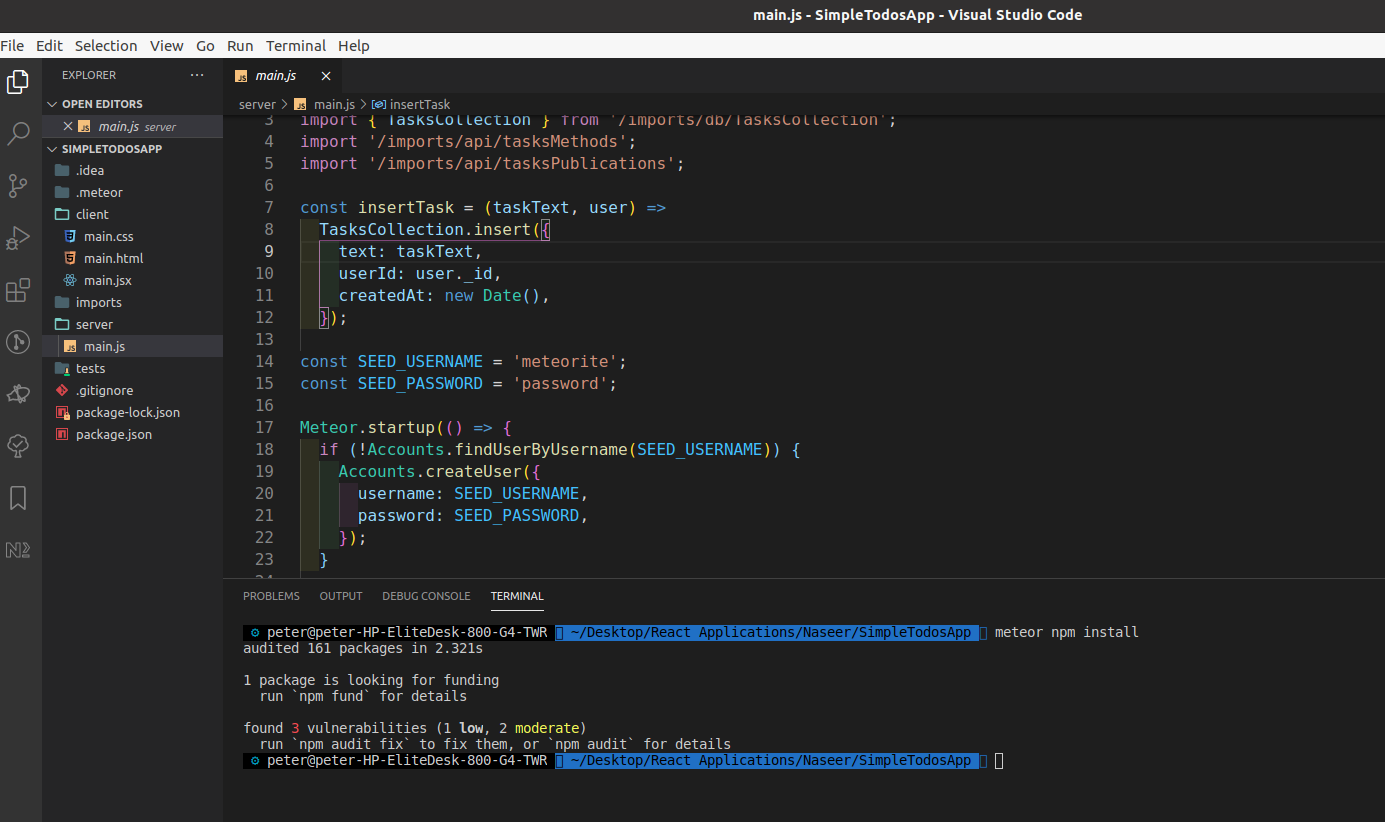 main.js - SimpleTodosApp - Visual Studio Code
File Edit Selection View Go Run Terminal Help
EXPLORER
OPEN EDITORS
main.js server
SIMPLETODOSAPP
.idea
.meteor
client
main.css
main.html
main.jsx
imports
server
main.js
tests
.gitignore
package-lock.json
package.json
main.js
server > main.js > insertTask
3 import { TasksCollection } from '/imports/db/TasksCollection';
4 import '/imports/api/tasksMethods';
5 import '/imports/api/tasksPublications';
6
7 const insertTask = (taskText, user) =>
8 TasksCollection.insert({
9 text: taskText,
10 userId: user._id,
11 createdAt: new Date(),
12 });
13
14 const SEED_USERNAME = 'meteorite';
15 const SEED_PASSWORD = 'password';
16
17 Meteor.startup(() => {
18 if (!Accounts.findUserByUsername(SEED_USERNAME)) {
19 Accounts.createUser({
20 username: SEED_USERNAME,
21 password: SEED_PASSWORD,
22 });
23 }
24
PROBLEMS OUTPUT DEBUG CONSOLE TERMINAL
peter@peter-HP-EliteDesk-800-G4-TWR ~/Desktop/React Applications/Naseer/SimpleTodosApp meteor npm install
audited 161 packages in 2.321s
1 package is looking for funding
run `npm fund` for details
found 3 vulnerabilities (1 low, 2 moderate)
run `npm audit fix` to fix them, or `npm audit` for details
peter@peter-HP-EliteDesk-800-G4-TWR ~/Desktop/React Applications/Naseer/SimpleTodosApp